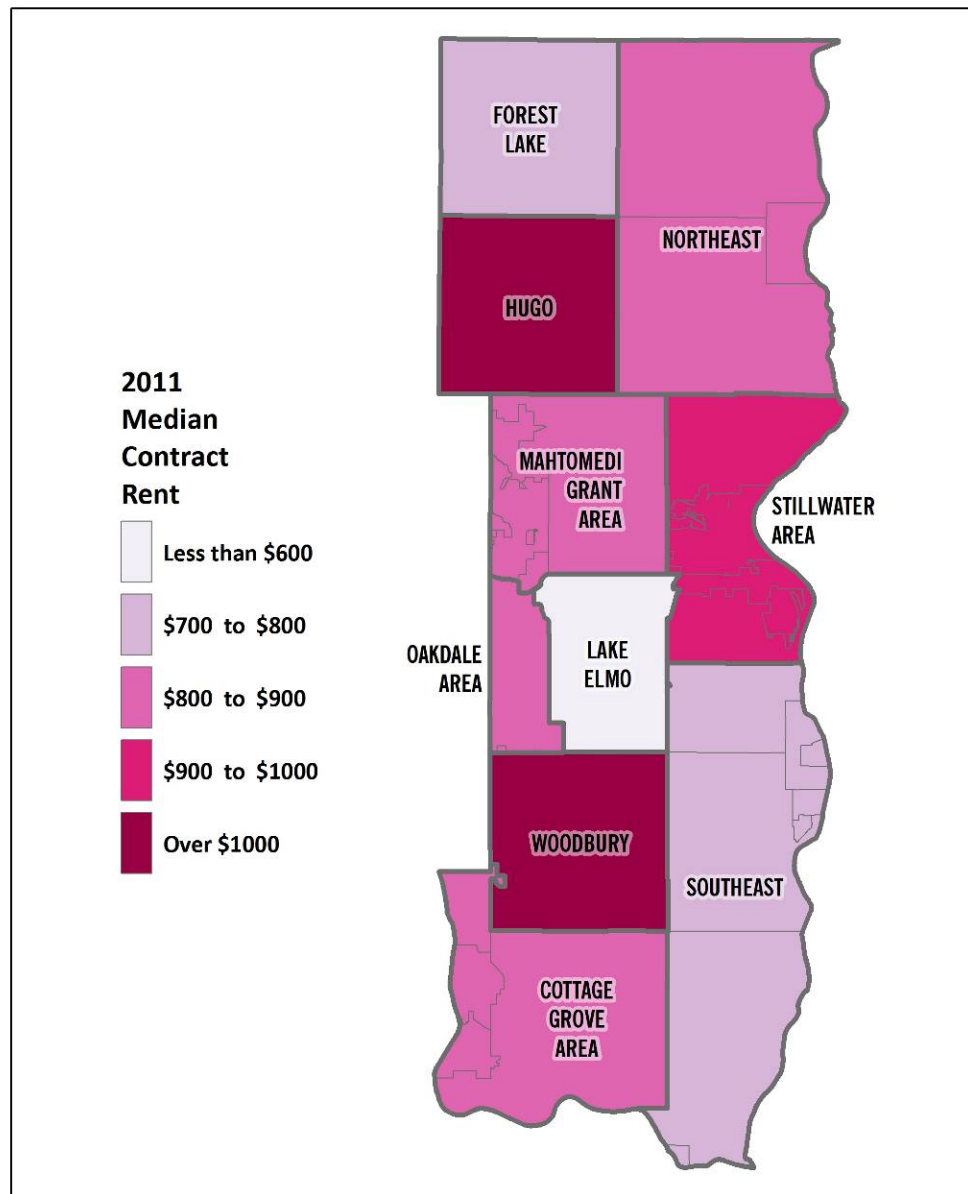 FOREST
LAKE
NORTHEAST
HUGO
2011
Median
Contract
Rent
Less than $600
$700 to $800
$800 to $900
$900 to $1000
Over $1000
MAHTOMEDI
GRANT
AREA
STILLWATER
AREA
OAKDALE
AREA
LAKE
ELMO
WOODBURY
SOUTHEAST
COTTAGE
GROVE
AREA